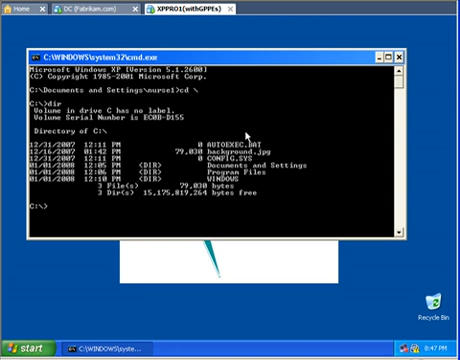 Home
DC (Fabrikam.com)
XPPRO1(withGPPEs)
C:\WINDOWS\system32\cmd.exe
Microsoft Windows XP [Version 5.1.2600]
(C) Copyright 1985-2001 Microsoft Corp.
C:\Documents and Settings\nurse1>cd \
C:\>dir
Volume in drive C has no label.
Volume Serial Number is EC0B-D155
Directory of C:\
12/31/2007 12:11 PM 0 AUTOEXEC.BAT
12/16/2007 01:42 PM 79,030 background.jpg
12/31/2007 12:11 PM 0 CONFIG.SYS
01/01/2008 12:05 PM <DIR> Documents and Settings
01/01/2008 12:06 PM <DIR> Program Files
01/01/2008 12:10 PM <DIR> WINDOWS
3 File(s) 79,030 bytes
3 Dir(s) 15,175,819,264 bytes free
C:\>
Recycle Bin
start
C:\WINDOWS\syste...
8:47 PM